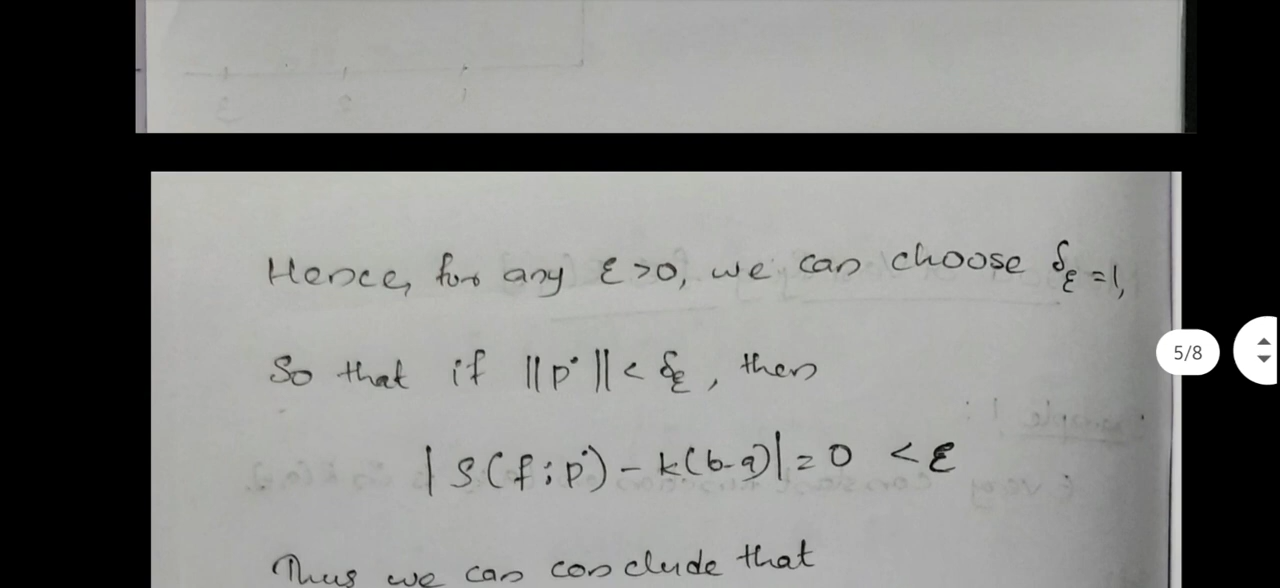 Hence, for any ε>0, we can choose δ_ε=1,
So that if ||Ṗ|| < δ_ε, then
|S(f;Ṗ) - k(b-a)| = 0 < ε
Thus we can conclude that
5/8